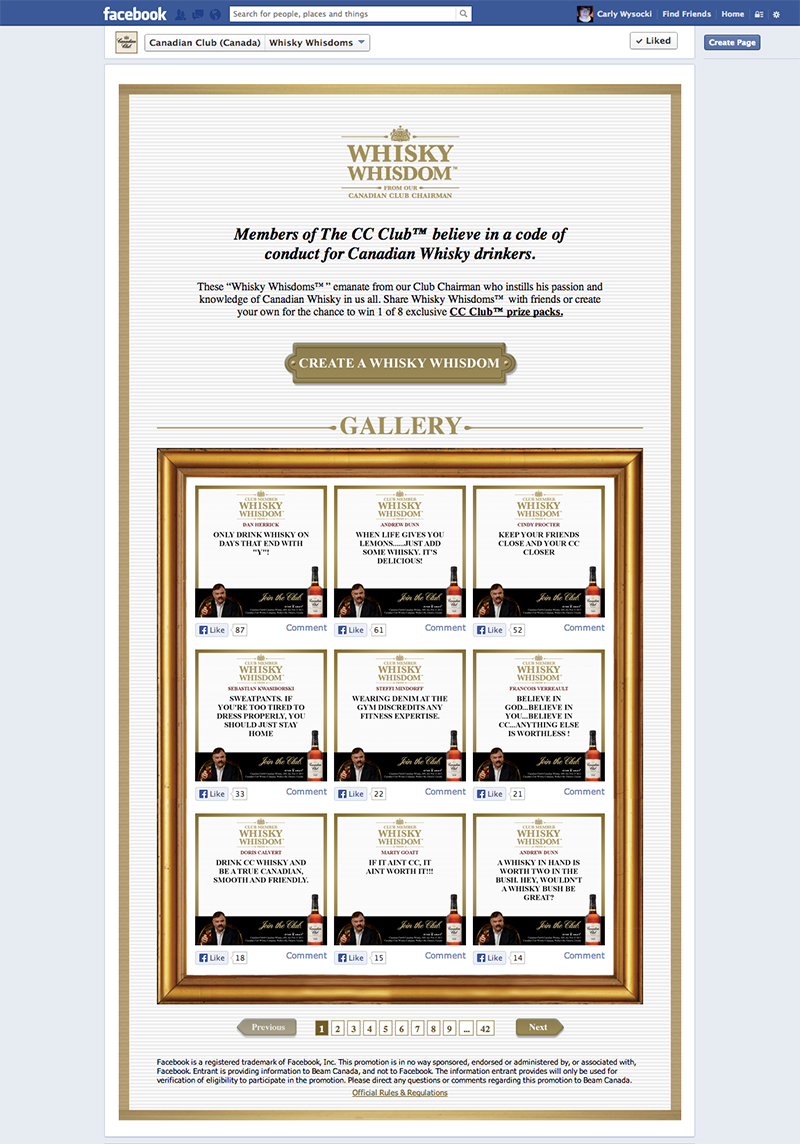 facebook Search for people, places and things Carly Wysocki Find Friends Home
Canadian Club (Canada) Whisky Whisdoms Liked Create Page
WHISKY
WHISDOM™
FROM OUR
CANADIAN CLUB CHAIRMAN
Members of The CC Club™ believe in a code of
conduct for Canadian Whisky drinkers.
These “Whisky Whisdoms™ ” emanate from our Club Chairman who instills his passion and
knowledge of Canadian Whisky in us all. Share Whisky Whisdoms™ with friends or create
your own for the chance to win 1 of 8 exclusive CC Club™ prize packs.
CREATE A WHISKY WHISDOM
GALLERY
CLUB MEMBER
WHISKY
WHISDOM™
DAN HERRICK
ONLY DRINK WHISKY ON
DAYS THAT END WITH
"Y"!
Join the Club
Canadian Club
Like 87 Comment
CLUB MEMBER
WHISKY
WHISDOM™
ANDREW DUNN
WHEN LIFE GIVES YOU
LEMONS......JUST ADD
SOME WHISKY. IT'S
DELICIOUS!
Join the Club
Canadian Club
Like 61 Comment
CLUB MEMBER
WHISKY
WHISDOM™
CINDY PROCTER
KEEP YOUR FRIENDS
CLOSE AND YOUR CC
CLOSER
Join the Club
Canadian Club
Like 52 Comment
CLUB MEMBER
WHISKY
WHISDOM™
SEBASTIAN KWASIBORSKI
SWEATPANTS. IF
YOU'RE TOO TIRED TO
DRESS PROPERLY, YOU
SHOULD JUST STAY
HOME
Join the Club
Canadian Club
Like 33 Comment
CLUB MEMBER
WHISKY
WHISDOM™
STEFFI MINDORFF
WEARING DENIM AT THE
GYM DISCREDITS ANY
FITNESS EXPERTISE.
Join the Club
Canadian Club
Like 22 Comment
CLUB MEMBER
WHISKY
WHISDOM™
FRANCOIS VERREAULT
BELIEVE IN
GOD...BELIEVE IN
YOU...BELIEVE IN
CC...ANYTHING ELSE
IS WORTHLESS !
Join the Club
Canadian Club
Like 21 Comment
CLUB MEMBER
WHISKY
WHISDOM™
DORIS CALVERT
DRINK CC WHISKY AND
BE A TRUE CANADIAN,
SMOOTH AND FRIENDLY.
Join the Club
Canadian Club
Like 18 Comment
CLUB MEMBER
WHISKY
WHISDOM™
MARTY GOATT
IF IT AINT CC, IT
AINT WORTH IT!!!
Join the Club
Canadian Club
Like 15 Comment
CLUB MEMBER
WHISKY
WHISDOM™
ANDREW DUNN
A WHISKY IN HAND IS
WORTH TWO IN THE
BUSH. HEY, WOULDN'T
A WHISKY BUSH BE
GREAT?
Join the Club
Canadian Club
Like 14 Comment
Previous 1 2 3 4 5 6 7 8 9 ... 42 Next
Facebook is a registered trademark of Facebook, Inc. This promotion is in no way sponsored, endorsed or administered by, or associated with,
Facebook. Entrant is providing information to Beam Canada, and not to Facebook. The information entrant provides will only be used for
verification of eligibility to participate in the promotion. Please direct any questions or comments regarding this promotion to Beam Canada.
Official Rules & Regulations